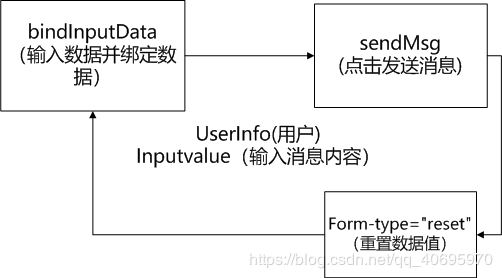 bindInputData
（输入数据并绑定数
据）
sendMsg
（点击发送消息）
UserInfo(用户）
Inputvalue（输入消息内容）
Form-type="reset"
（重置数据值）
https://blog.csdn.net/qq_40695970